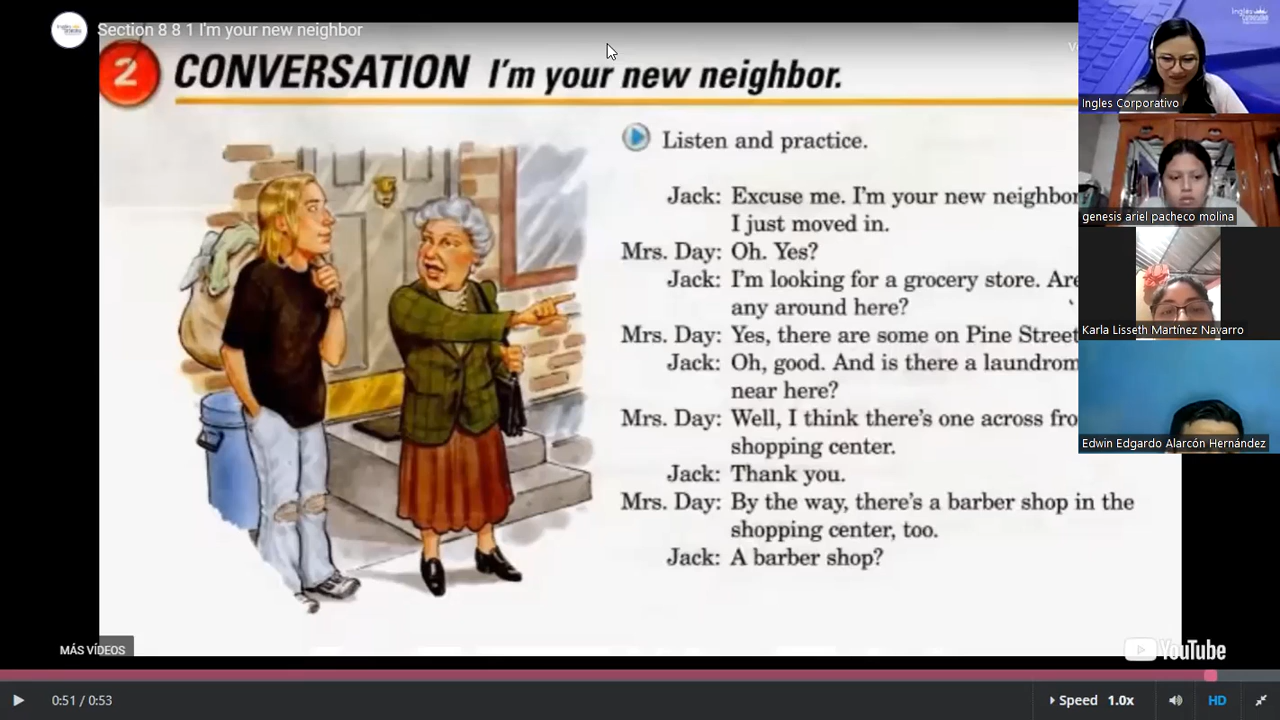 Section 8 8 1 I'm your new neighbor
2 CONVERSATION I'm your new neighbor.
Listen and practice.
Jack: Excuse me. I'm your new neighbor
I just moved in.
Mrs. Day: Oh. Yes?
Jack: I'm looking for a grocery store. Are
any around here?
Mrs. Day: Yes, there are some on Pine Street
Jack: Oh, good. And is there a
near here?
Mrs. Day: Well, I think there's one across
shopping center.
Jack: Thank you.
Mrs. Day: By the way, there's a barber shop in the
shopping center, too.
Jack: A barber shop?
Ingles Corporativo
genesis ariel pacheco molina
Karla Lisseth Martínez Navarro
Edwin Edgardo Alarcón Hernández
MÁS VÍDEOS
YouTube
0:51 / 0:53
Speed 1.0x
HD